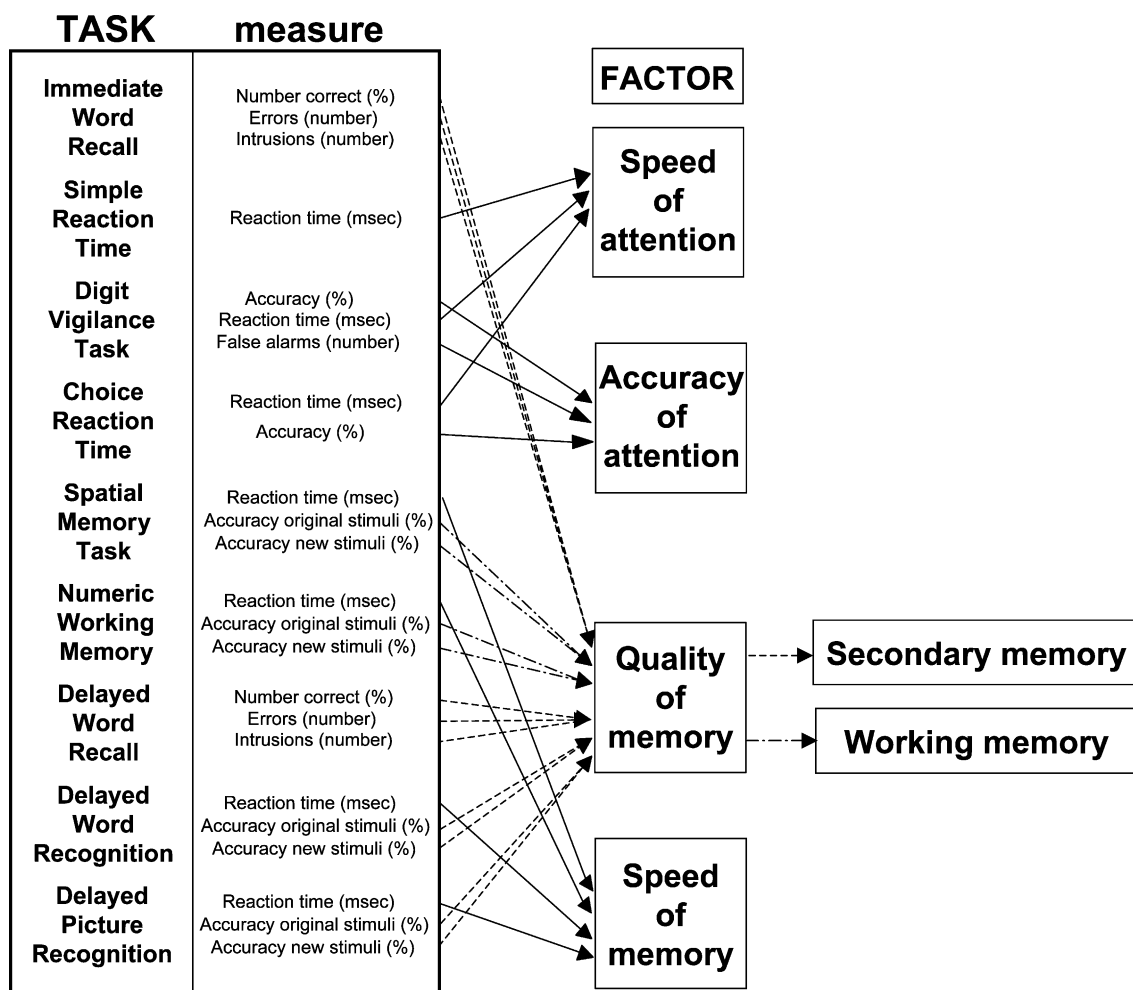 TASK measure
FACTOR
Immediate
Word
Recall
Number correct (%)
Errors (number)
Intrusions (number)
Simple
Reaction
Time
Reaction time (msec)
Digit
Vigilance
Task
Accuracy (%)
Reaction time (msec)
False alarms (number)
Choice
Reaction
Time
Reaction time (msec)
Accuracy (%)
Spatial
Memory
Task
Reaction time (msec)
Accuracy original stimuli (%)
Accuracy new stimuli (%)
Numeric
Working
Memory
Reaction time (msec)
Accuracy original stimuli (%)
Accuracy new stimuli (%)
Delayed
Word
Recall
Number correct (%)
Errors (number)
Intrusions (number)
Delayed
Word
Recognition
Reaction time (msec)
Accuracy original stimuli (%)
Accuracy new stimuli (%)
Delayed
Picture
Recognition
Reaction time (msec)
Accuracy original stimuli (%)
Accuracy new stimuli (%)
Speed
of
attention
Accuracy
of
attention
Quality
of
memory
Speed
of
memory
Secondary memory
Working memory